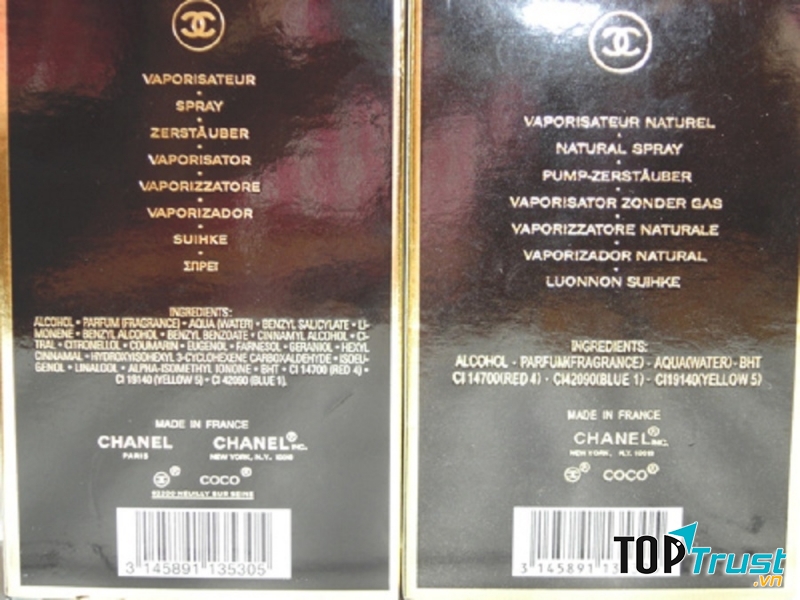 VAPORISATEUR
SPRAY
ZERSTÄUBER
VAPORISATOR
VAPORIZZATORE
VAPORIZADOR
SUIHKE
ΣΠΡΕΪ
INGREDIENTS:
ALCOHOL • PARFUM (FRAGRANCE) • AQUA (WATER) • BENZYL SALICYLATE • LI-
MONENE • BENZYL ALCOHOL • BENZYL BENZOATE • CINNAMYL ALCOHOL • CI-
TRAL • CITRONELLOL • COUMARIN • EUGENOL • FARNESOL • GERANIOL • HEXYL
CINNAMAL • HYDROXYISOHEXYL 3-CYCLOHEXENE CARBOXALDEHYDE • ISOEU-
GENOL • LINALOOL • ALPHA-ISOMETHYL IONONE • BHT • CI 14700 (RED 4) •
CI 19140 (YELLOW 5) • CI 42090 (BLUE 1).
MADE IN FRANCE
CHANEL CHANEL® INC.
PARIS NEW YORK, N.Y.
® COCO®
92200 NEUILLY SUR SEINE
3 145891 135305
VAPORISATEUR NATUREL
NATURAL SPRAY
PUMP-ZERSTÄUBER
VAPORISATOR ZONDER GAS
VAPORIZZATORE NATURALE
VAPORIZADOR NATURAL
LUONNON SUIHKE
INGREDIENTS:
ALCOHOL - PARFUM(FRAGRANCE) - AQUA(WATER) - BHT
CI 14700(RED 4) - CI42090(BLUE 1) - CI19140(YELLOW 5)
MADE IN FRANCE
CHANEL® INC.
NEW YORK, N.Y. 10019
® COCO®
3 145891 13
TOPTrust.vn